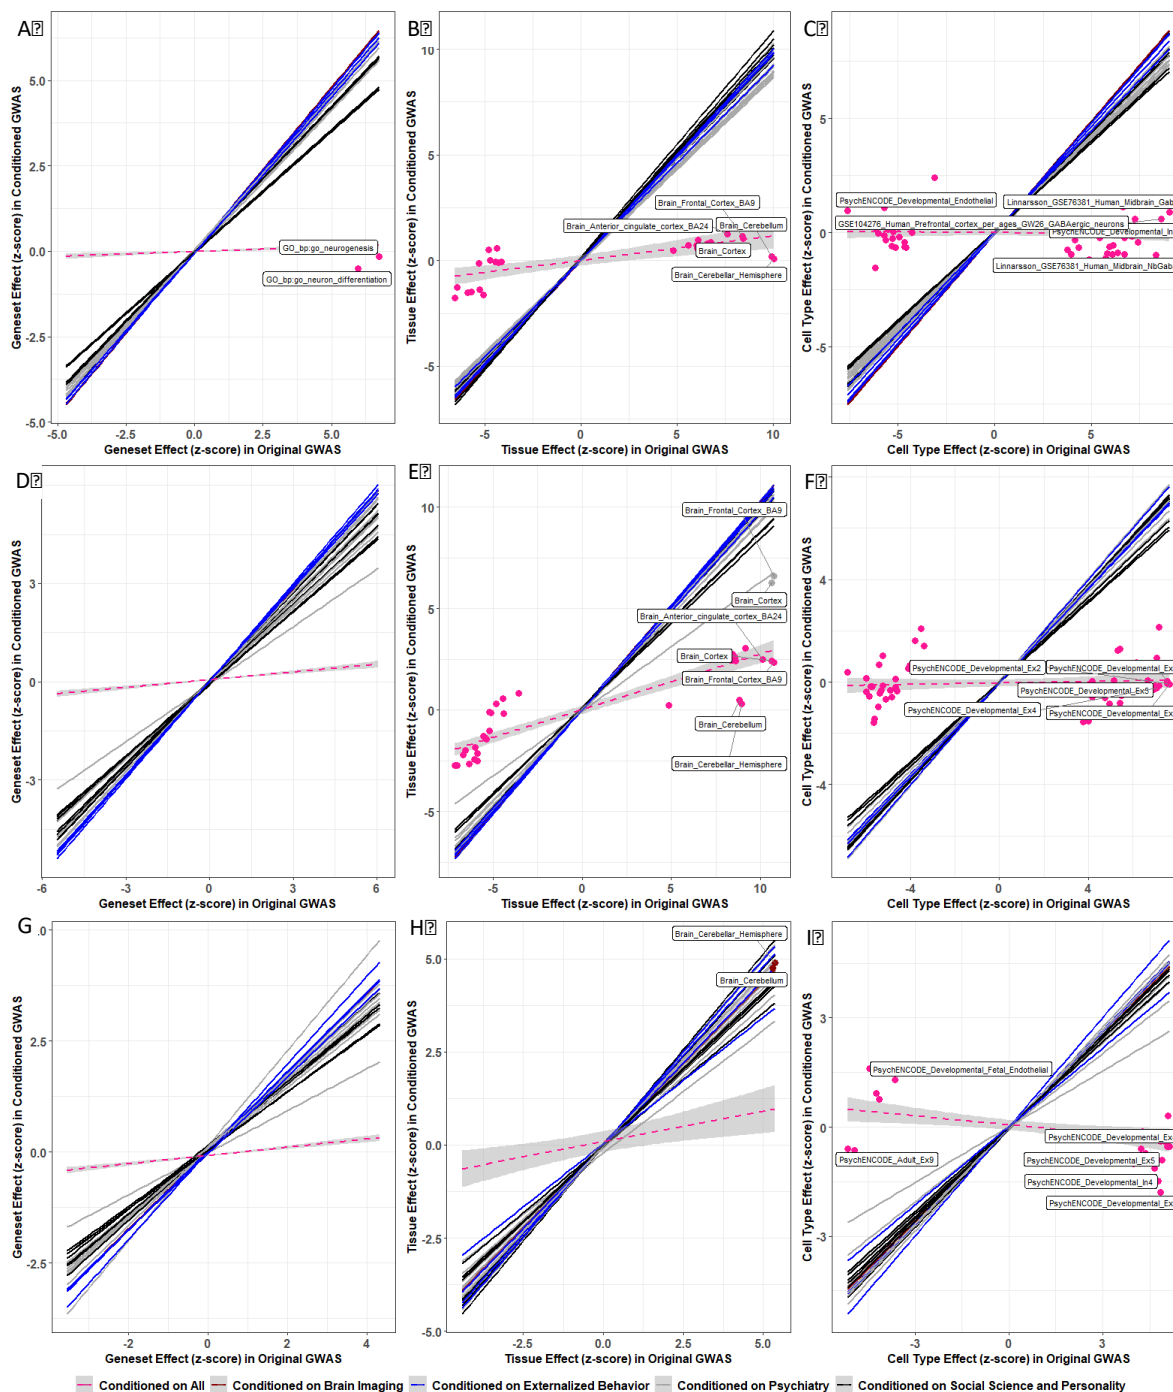 A
Geneset Effect (z-score) in Conditioned GWAS
5.0
2.5
0.0
-2.5
-5.0
GO_bp:go_neurogenesis
GO_bp:go_neuron_differentiation
-5.0 -2.5 0.0 2.5 5.0
Geneset Effect (z-score) in Original GWAS
B
Tissue Effect (z-score) in Conditioned GWAS
10
5
0
-5
Brain_Frontal_Cortex_BA9
Brain_Anterior_cingulate_cortex_BA24
Brain_Cerebellum
Brain_Cortex
Brain_Cerebellar_Hemisphere
-5 0 5 10
Tissue Effect (z-score) in Original GWAS
C
Cell Type Effect (z-score) in Conditioned GWAS
5
0
-5
PsychENCODE_Developmental_Endothelial
Linnarsson_GSE76381_Human_Midbrain_Gab
GSE104276_Human_Prefrontal_cortex_per_ages_GW26_GABAergic_neurons
PsychENCODE_Developmental_In
Linnarsson_GSE76381_Human_Midbrain_NbGab
-5 0 5
Cell Type Effect (z-score) in Original GWAS
D
Geneset Effect (z-score) in Conditioned GWAS
3
0
-3
-6 -3 0 3 6
Geneset Effect (z-score) in Original GWAS
E
Tissue Effect (z-score) in Conditioned GWAS
10
5
0
-5
Brain_Frontal_Cortex_BA9
Brain_Cortex
Brain_Anterior_cingulate_cortex_BA24
Brain_Cortex
Brain_Frontal_Cortex_BA9
Brain_Cerebellum
Brain_Cerebellar_Hemisphere
-5 0 5 10
Tissue Effect (z-score) in Original GWAS
F
Cell Type Effect (z-score) in Conditioned GWAS
4
0
-4
PsychENCODE_Developmental_Ex2
PsychENCODE_Developmental_Ex
PsychENCODE_Developmental_Ex3
PsychENCODE_Developmental_Ex4
PsychENCODE_Developmental_Ex
-4 0 4
Cell Type Effect (z-score) in Original GWAS
G
Geneset Effect (z-score) in Conditioned GWAS
.0
2.5
0.0
-2.5
-2 0 2 4
Geneset Effect (z-score) in Original GWAS
H
Tissue Effect (z-score) in Conditioned GWAS
5.0
2.5
0.0
-2.5
-5.0
Brain_Cerebellar_Hemisphere
Brain_Cerebellum
-2.5 0.0 2.5 5.0
Tissue Effect (z-score) in Original GWAS
I
Cell Type Effect (z-score) in Conditioned GWAS
3
0
-3
PsychENCODE_Developmental_Fetal_Endothelial
PsychENCODE_Developmental_Ex
PsychENCODE_Adult_Ex9
PsychENCODE_Developmental_Ex5
PsychENCODE_Developmental_In4
PsychENCODE_Developmental_Ex
-3 0 3
Cell Type Effect (z-score) in Original GWAS
Conditioned on All Conditioned on Brain Imaging Conditioned on Externalized Behavior Conditioned on Psychiatry Conditioned on Social Science and Personality